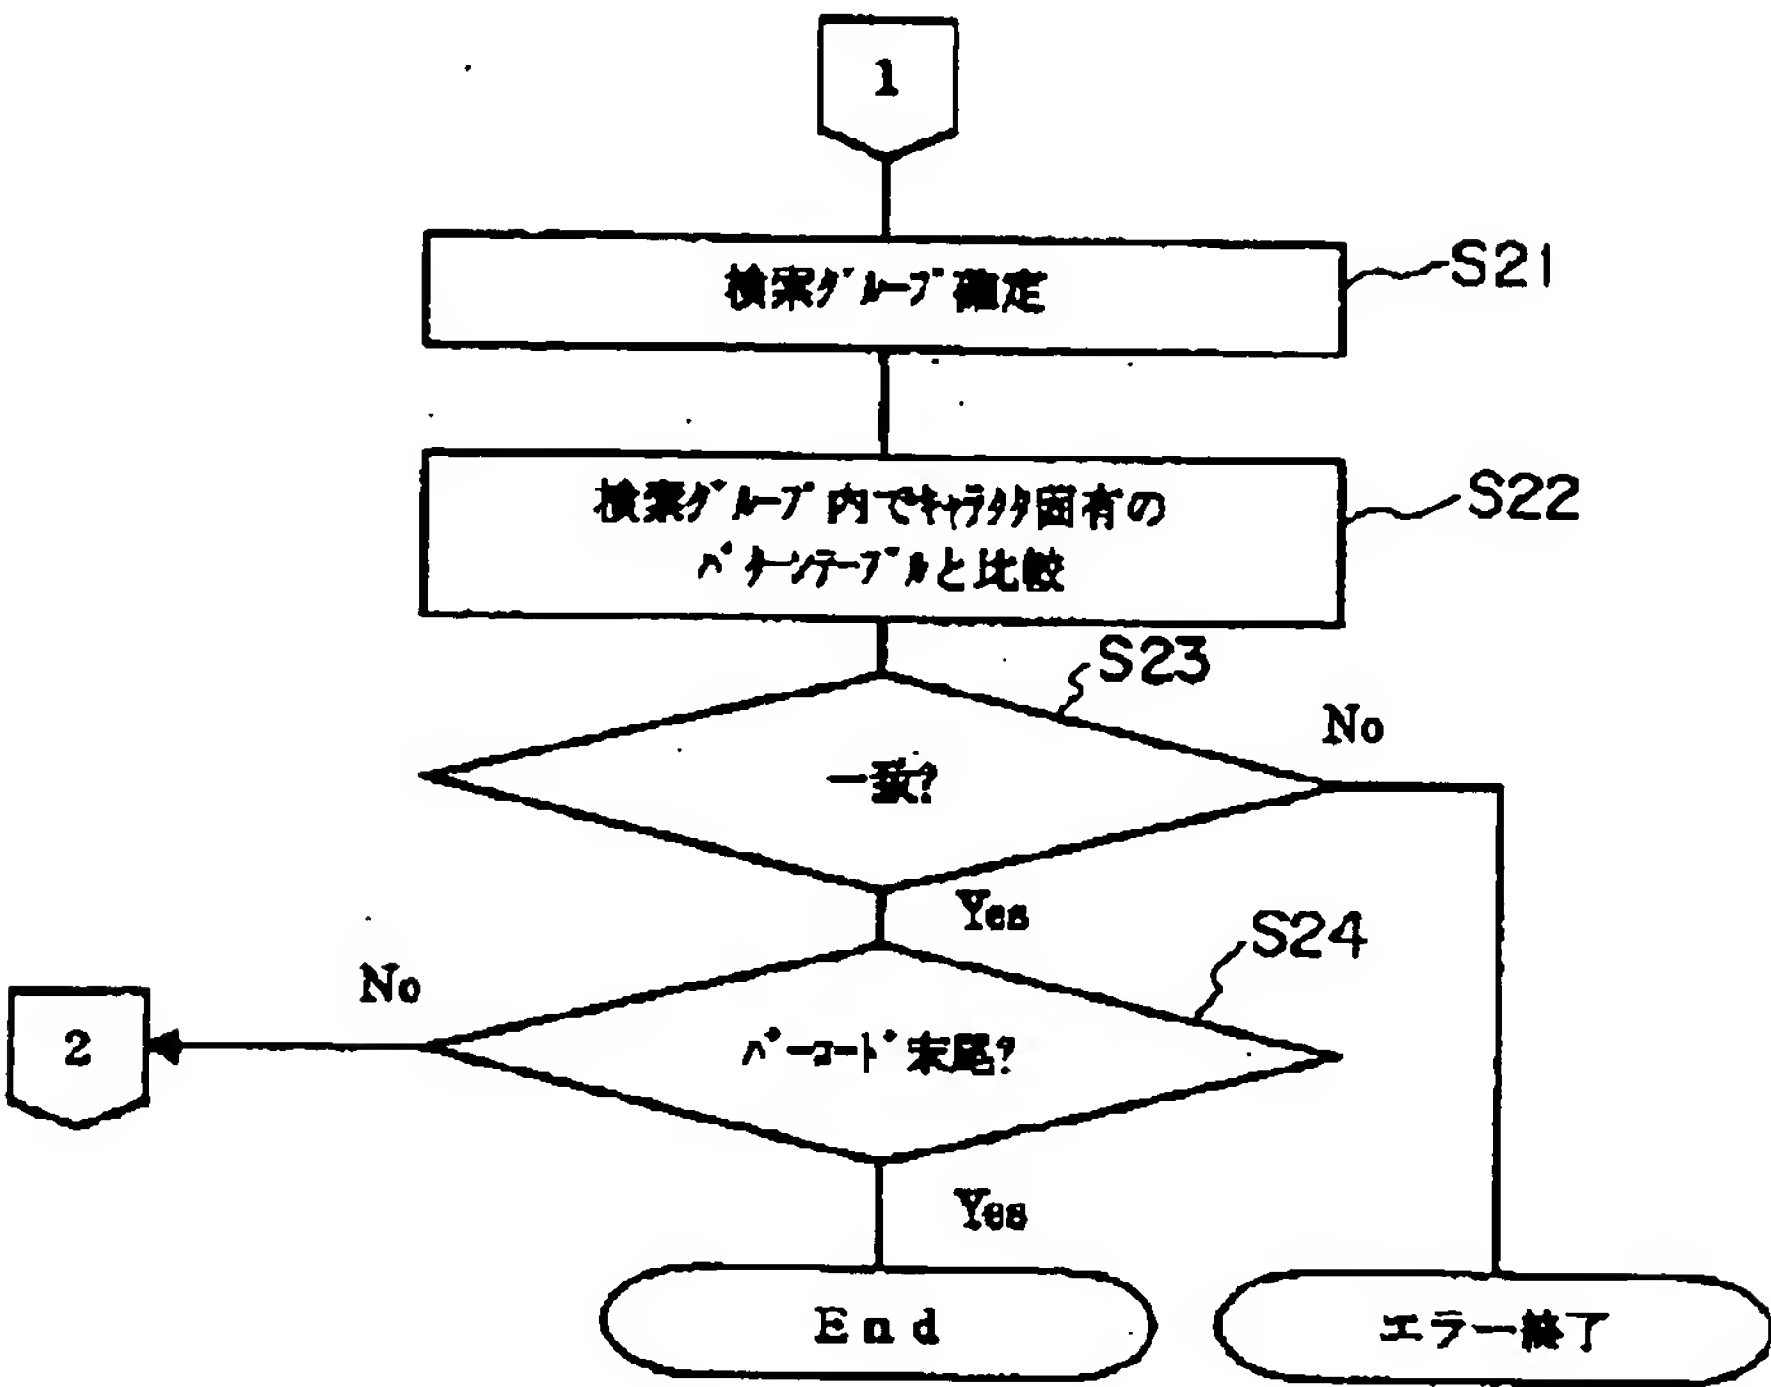 1
検索グループ確定
S21
検索グループ内でキャラクタ固有の
パターンテーブルと比較
S22
S23
一致?
No
Yes
S24
No
2
バーコード末尾?
Yes
End
エラー終了